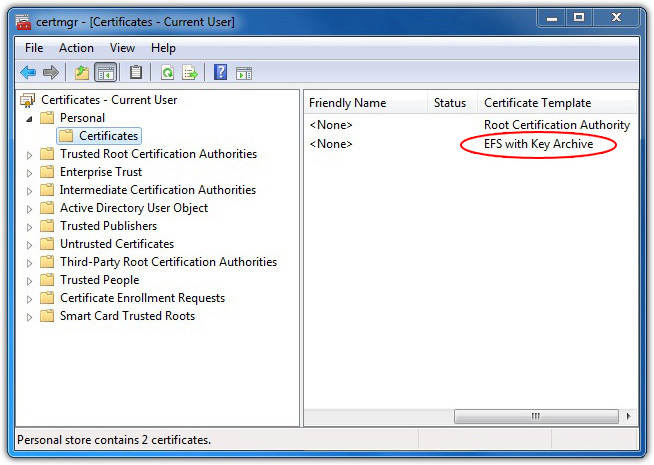 certmgr - [Certificates - Current User]
File Action View Help
Certificates - Current User
Personal
Certificates
Trusted Root Certification Authorities
Enterprise Trust
Intermediate Certification Authorities
Active Directory User Object
Trusted Publishers
Untrusted Certificates
Third-Party Root Certification Authorities
Trusted People
Certificate Enrollment Requests
Smart Card Trusted Roots
Friendly Name Status Certificate Template
<None> Root Certification Authority
<None> EFS with Key Archive
Personal store contains 2 certificates.